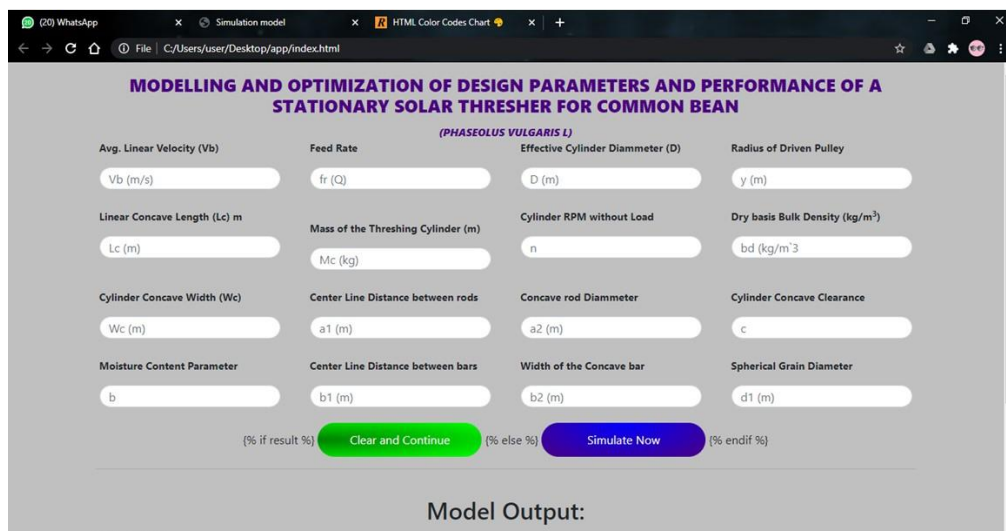 (20) WhatsApp
Simulation model
HTML Color Codes Chart
File C:/Users/user/Desktop/app/index.html
MODELLING AND OPTIMIZATION OF DESIGN PARAMETERS AND PERFORMANCE OF A
STATIONARY SOLAR THRESHER FOR COMMON BEAN
(PHASEOLUS VULGARIS L)
Avg. Linear Velocity (Vb) Feed Rate Effective Cylinder Diammeter (D) Radius of Driven Pulley
Vb (m/s) fr (Q) D (m) y (m)
Linear Concave Length (Lc) m Mass of the Threshing Cylinder (m) Cylinder RPM without Load Dry basis Bulk Density (kg/m³)
Lc (m) Mc (kg) n bd (kg/m`3
Cylinder Concave Width (Wc) Center Line Distance between rods Concave rod Diammeter Cylinder Concave Clearance
Wc (m) a1 (m) a2 (m) c
Moisture Content Parameter Center Line Distance between bars Width of the Concave bar Spherical Grain Diameter
b b1 (m) b2 (m) d1 (m)
{% if result %} Clear and Continue {% else %} Simulate Now {% endif %}
Model Output: